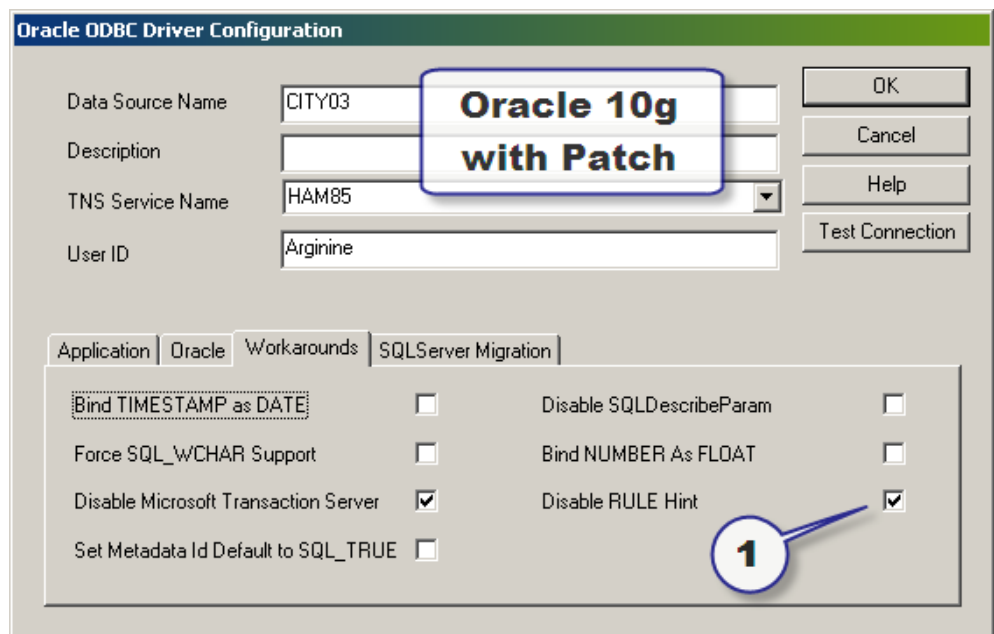 Oracle ODBC Driver Configuration
Data Source Name
CITY03
Description
TNS Service Name
HAM85
User ID
Arginine
Oracle 10g
with Patch
OK
Cancel
Help
Test Connection
Application
Oracle
Workarounds
SQLServer Migration
Bind TIMESTAMP as DATE
Force SQL_WCHAR Support
Disable Microsoft Transaction Server
Set Metadata Id Default to SQL_TRUE
Disable SQLDescribeParam
Bind NUMBER As FLOAT
Disable RULE Hint
1